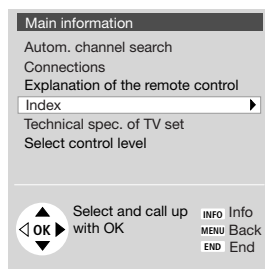 Main information
Autom. channel search
Connections
Explanation of the remote control
Index
Technical spec. of TV set
Select control level
Select and call up
with OK
OK
INFO Info
MENU Back
END End